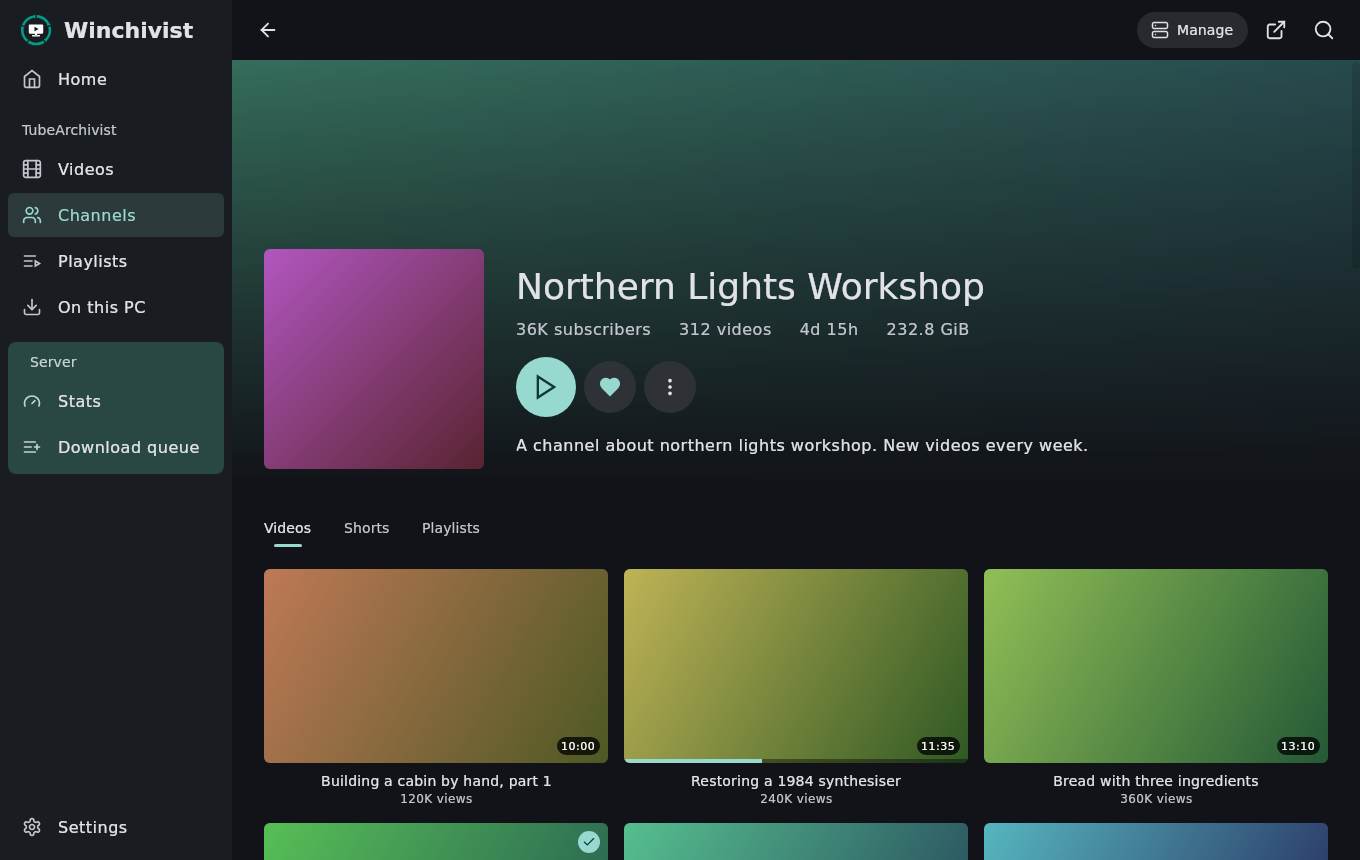 Winchivist
Manage
Home
TubeArchivist
Videos
Channels
Playlists
On this PC
Server
Stats
Download queue
Settings
Northern Lights Workshop
36K subscribers 312 videos 4d 15h 232.8 GiB
A channel about northern lights workshop. New videos every week.
Videos Shorts Playlists
10:00
11:35
13:10
Building a cabin by hand, part 1
120K views
Restoring a 1984 synthesiser
240K views
Bread with three ingredients
360K views